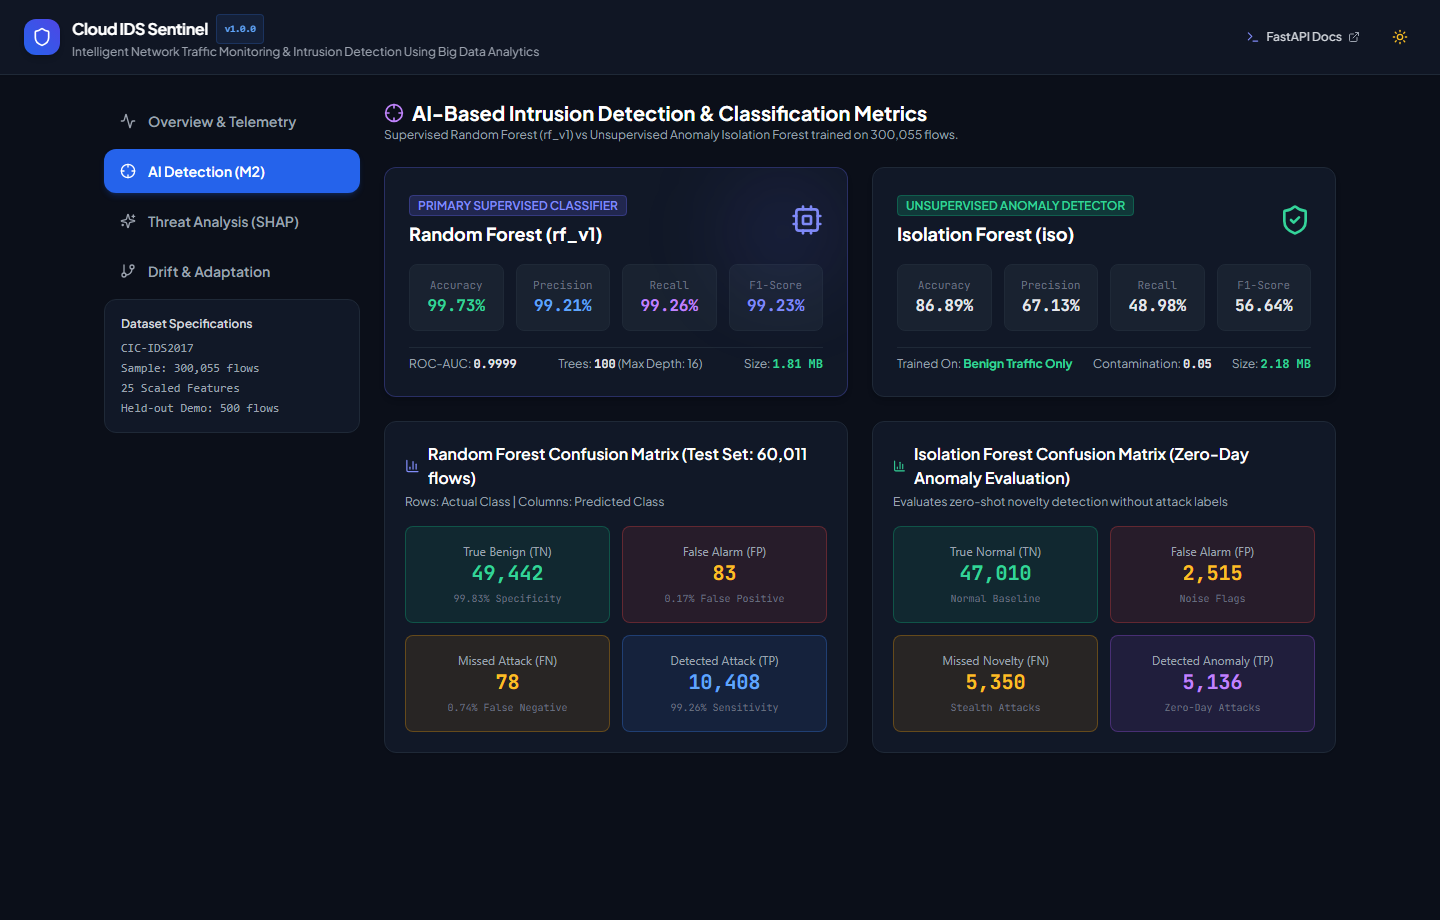 Cloud IDS Sentinel v1.0.0
Intelligent Network Traffic Monitoring & Intrusion Detection Using Big Data Analytics
FastAPI Docs
Overview & Telemetry
AI Detection (M2)
Threat Analysis (SHAP)
Drift & Adaptation
Dataset Specifications
CIC-IDS2017
Sample: 300,055 flows
25 Scaled Features
Held-out Demo: 500 flows
AI-Based Intrusion Detection & Classification Metrics
Supervised Random Forest (rf_v1) vs Unsupervised Anomaly Isolation Forest trained on 300,055 flows.
PRIMARY SUPERVISED CLASSIFIER
Random Forest (rf_v1)
Accuracy Precision Recall F1-Score
99.73% 99.21% 99.26% 99.23%
ROC-AUC: 0.9999 Trees: 100 (Max Depth: 16) Size: 1.81 MB
UNSUPERVISED ANOMALY DETECTOR
Isolation Forest (iso)
Accuracy Precision Recall F1-Score
86.89% 67.13% 48.98% 56.64%
Trained On: Benign Traffic Only Contamination: 0.05 Size: 2.18 MB
Random Forest Confusion Matrix (Test Set: 60,011
flows)
Rows: Actual Class | Columns: Predicted Class
True Benign (TN) False Alarm (FP)
49,442 83
99.83% Specificity 0.17% False Positive
Missed Attack (FN) Detected Attack (TP)
78 10,408
0.74% False Negative 99.26% Sensitivity
Isolation Forest Confusion Matrix (Zero-Day
Anomaly Evaluation)
Evaluates zero-shot novelty detection without attack labels
True Normal (TN) False Alarm (FP)
47,010 2,515
Normal Baseline Noise Flags
Missed Novelty (FN) Detected Anomaly (TP)
5,350 5,136
Stealth Attacks Zero-Day Attacks